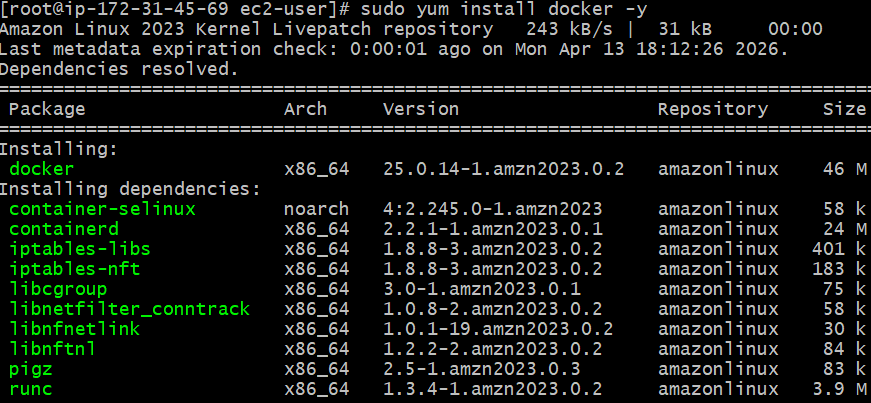 [root@ip-172-31-45-69 ec2-user]# sudo yum install docker -y
Amazon Linux 2023 Kernel Livepatch repository   243 kB/s |  31 kB     00:00
Last metadata expiration check: 0:00:01 ago on Mon Apr 13 18:12:26 2026.
Dependencies resolved.
================================================================================
 Package                  Arch     Version                  Repository     Size
================================================================================
Installing:
 docker                   x86_64   25.0.14-1.amzn2023.0.2   amazonlinux    46 M
Installing dependencies:
 container-selinux        noarch   4:2.245.0-1.amzn2023     amazonlinux    58 k
 containerd               x86_64   2.2.1-1.amzn2023.0.1     amazonlinux    24 M
 iptables-libs            x86_64   1.8.8-3.amzn2023.0.2     amazonlinux   401 k
 iptables-nft             x86_64   1.8.8-3.amzn2023.0.2     amazonlinux   183 k
 libcgroup                x86_64   3.0-1.amzn2023.0.1       amazonlinux    75 k
 libnetfilter_conntrack   x86_64   1.0.8-2.amzn2023.0.2     amazonlinux    58 k
 libnfnetlink             x86_64   1.0.1-19.amzn2023.0.2    amazonlinux    30 k
 libnftnl                 x86_64   1.2.2-2.amzn2023.0.2     amazonlinux    84 k
 pigz                     x86_64   2.5-1.amzn2023.0.3       amazonlinux    83 k
 runc                     x86_64   1.3.4-1.amzn2023.0.2     amazonlinux   3.9 M